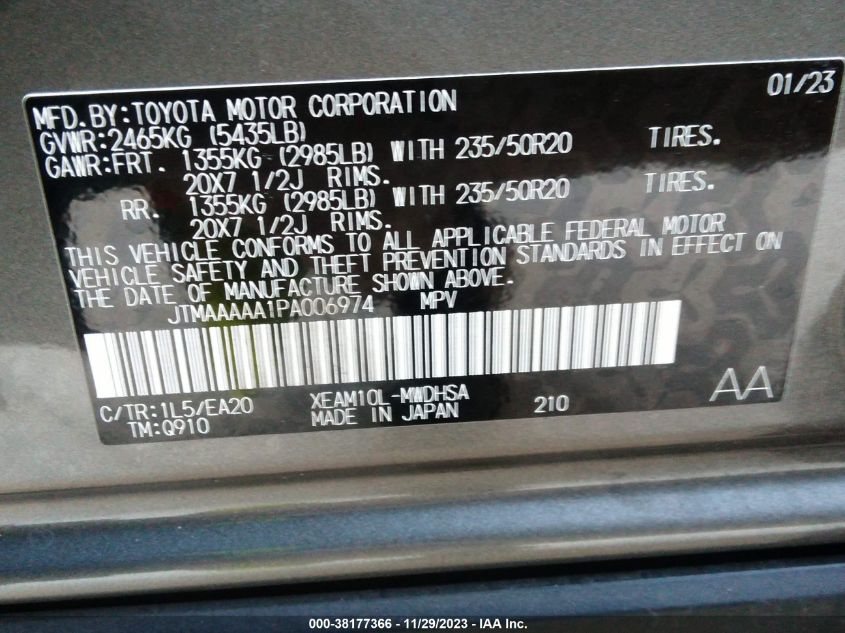 01/23
MFD.BY:TOYOTA MOTOR CORPORATION
GVWR:2465KG (5435LB)
GAWR:FRT. 1355KG (2985LB) WITH 235/50R20 TIRES.
20X7 1/2J RIMS.
RR. 1355KG (2985LB) WITH 235/50R20 TIRES.
20X7 1/2J RIMS.
THIS VEHICLE CONFORMS TO ALL APPLICABLE FEDERAL MOTOR
VEHICLE SAFETY AND THEFT PREVENTION STANDARDS IN EFFECT ON
THE DATE OF MANUFACTURE SHOWN ABOVE.
JTMAAAAA1PA006974 MPV
C/TR:1L5/EA20 XEAM10L-MWDHSA 210 AA
TM:Q910 MADE IN JAPAN
000-38177366 - 11/29/2023 - IAA Inc.